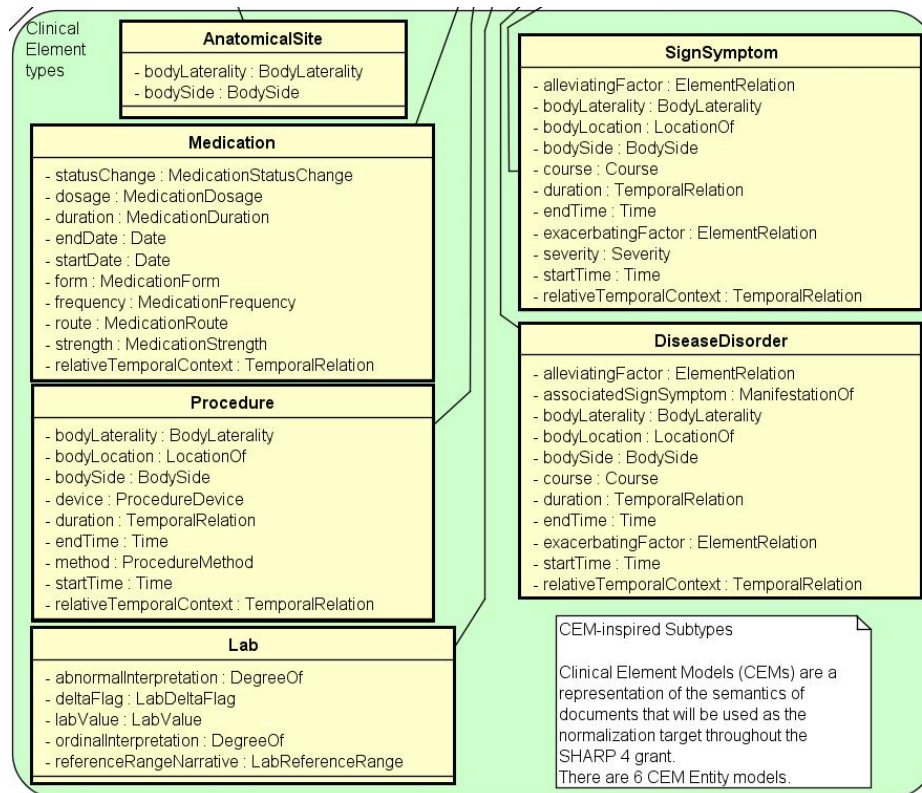 Clinical
Element
types
AnatomicalSite
- bodyLaterality : BodyLaterality
- bodySide : BodySide
Medication
- statusChange : MedicationStatusChange
- dosage : MedicationDosage
- duration : MedicationDuration
- endDate : Date
- startDate : Date
- form : MedicationForm
- frequency : MedicationFrequency
- route : MedicationRoute
- strength : MedicationStrength
- relativeTemporalContext : TemporalRelation
Procedure
- bodyLaterality : BodyLaterality
- bodyLocation : LocationOf
- bodySide : BodySide
- device : ProcedureDevice
- duration : TemporalRelation
- endTime : Time
- method : ProcedureMethod
- startTime : Time
- relativeTemporalContext : TemporalRelation
Lab
- abnormalInterpretation : DegreeOf
- deltaFlag : LabDeltaFlag
- labValue : LabValue
- ordinalInterpretation : DegreeOf
- referenceRangeNarrative : LabReferenceRange
SignSymptom
- alleviatingFactor : ElementRelation
- bodyLaterality : BodyLaterality
- bodyLocation : LocationOf
- bodySide : BodySide
- course : Course
- duration : TemporalRelation
- endTime : Time
- exacerbatingFactor : ElementRelation
- severity : Severity
- startTime : Time
- relativeTemporalContext : TemporalRelation
DiseaseDisorder
- alleviatingFactor : ElementRelation
- associatedSignSymptom : ManifestationOf
- bodyLaterality : BodyLaterality
- bodyLocation : LocationOf
- bodySide : BodySide
- course : Course
- duration : TemporalRelation
- endTime : Time
- exacerbatingFactor : ElementRelation
- startTime : Time
- relativeTemporalContext : TemporalRelation
CEM-inspired Subtypes
Clinical Element Models (CEMs) are a
representation of the semantics of
documents that will be used as the
normalization target throughout the
SHARP 4 grant.
There are 6 CEM Entity models.